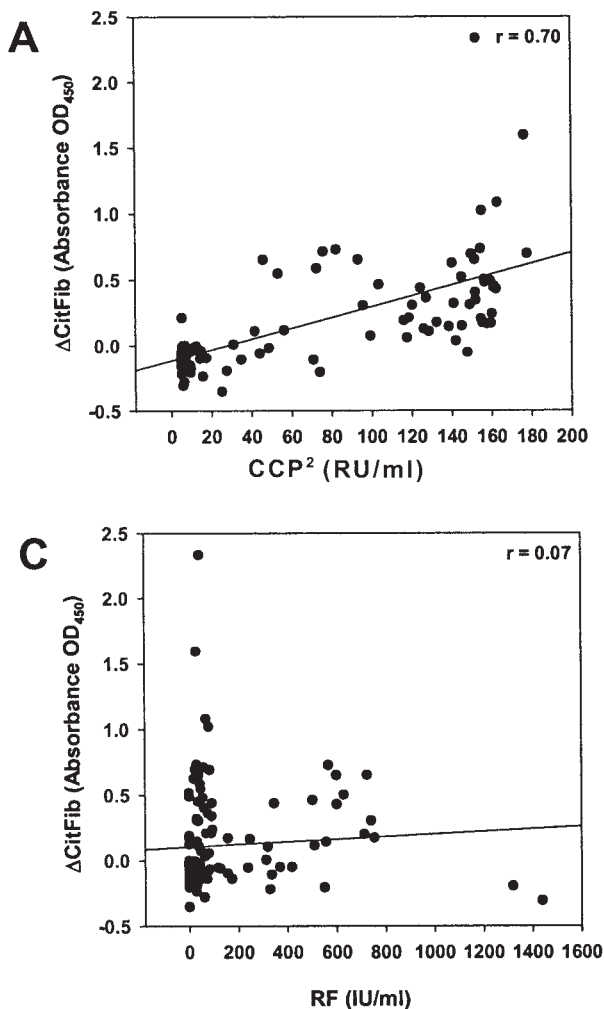 A
r = 0.70
ΔCitFib (Absorbance OD₄₅₀)
2.5
2.0
1.5
1.0
0.5
0.0
-0.5
0 20 40 60 80 100 120 140 160 180 200
CCP² (RU/ml)
C
r = 0.07
ΔCitFib (Absorbance OD₄₅₀)
2.5
2.0
1.5
1.0
0.5
0.0
-0.5
0 200 400 600 800 1000 1200 1400 1600
RF (IU/ml)